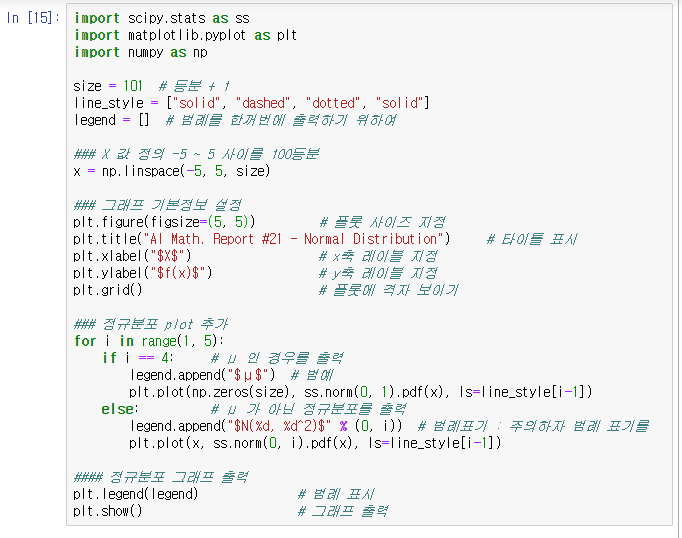 In [15]: import scipy.stats as ss
import matplotlib.pyplot as plt
import numpy as np
size = 101 # 등분 + 1
line_style = ["solid", "dashed", "dotted", "solid"]
legend = [] # 범례를 한꺼번에 출력하기 위하여
### X 값 정의 -5 ~ 5 사이를 100등분
x = np.linspace(-5, 5, size)
### 그래프 기본정보 설정
plt.figure(figsize=(5, 5)) # 플롯 사이즈 지정
plt.title("AI Math. Report #21 - Normal Distribution") # 타이틀 표시
plt.xlabel("$X$") # x축 레이블 지정
plt.ylabel("$f(x)$") # y축 레이블 지정
plt.grid() # 플롯에 격자 보이기
### 정규분포 plot 추가
for i in range(1, 5):
if i == 4: # μ 인 경우를 출력
legend.append("$μ$") # 범례
plt.plot(np.zeros(size), ss.norm(0, 1).pdf(x), ls=line_style[i-1])
else: # μ 가 아닌 정규분포를 출력
legend.append("$N(%d, %d^2)$" % (0, i)) # 범례표기 : 주의하자 범례 표기를
plt.plot(x, ss.norm(0, i).pdf(x), ls=line_style[i-1])
#### 정규분포 그래프 출력
plt.legend(legend) # 범례 표시
plt.show() # 그래프 출력